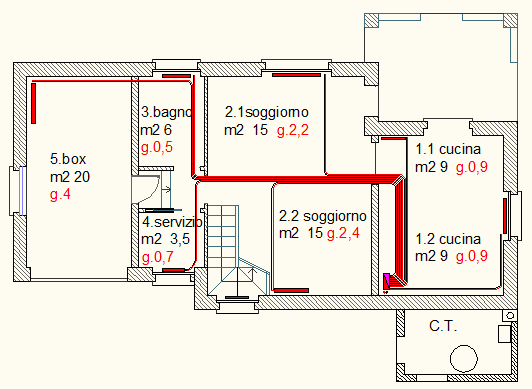 3.bagno
m2 6
g.0,5
2.1soggiorno
m2 15 g.2,2
1.1 cucina
m2 9 g.0,9
5.box
m2 20
g.4
4.servizio
m2 3,5
g.0,7
2.2 soggiorno
m2 15 g.2,4
1.2 cucina
m2 9 g.0,9
C.T.